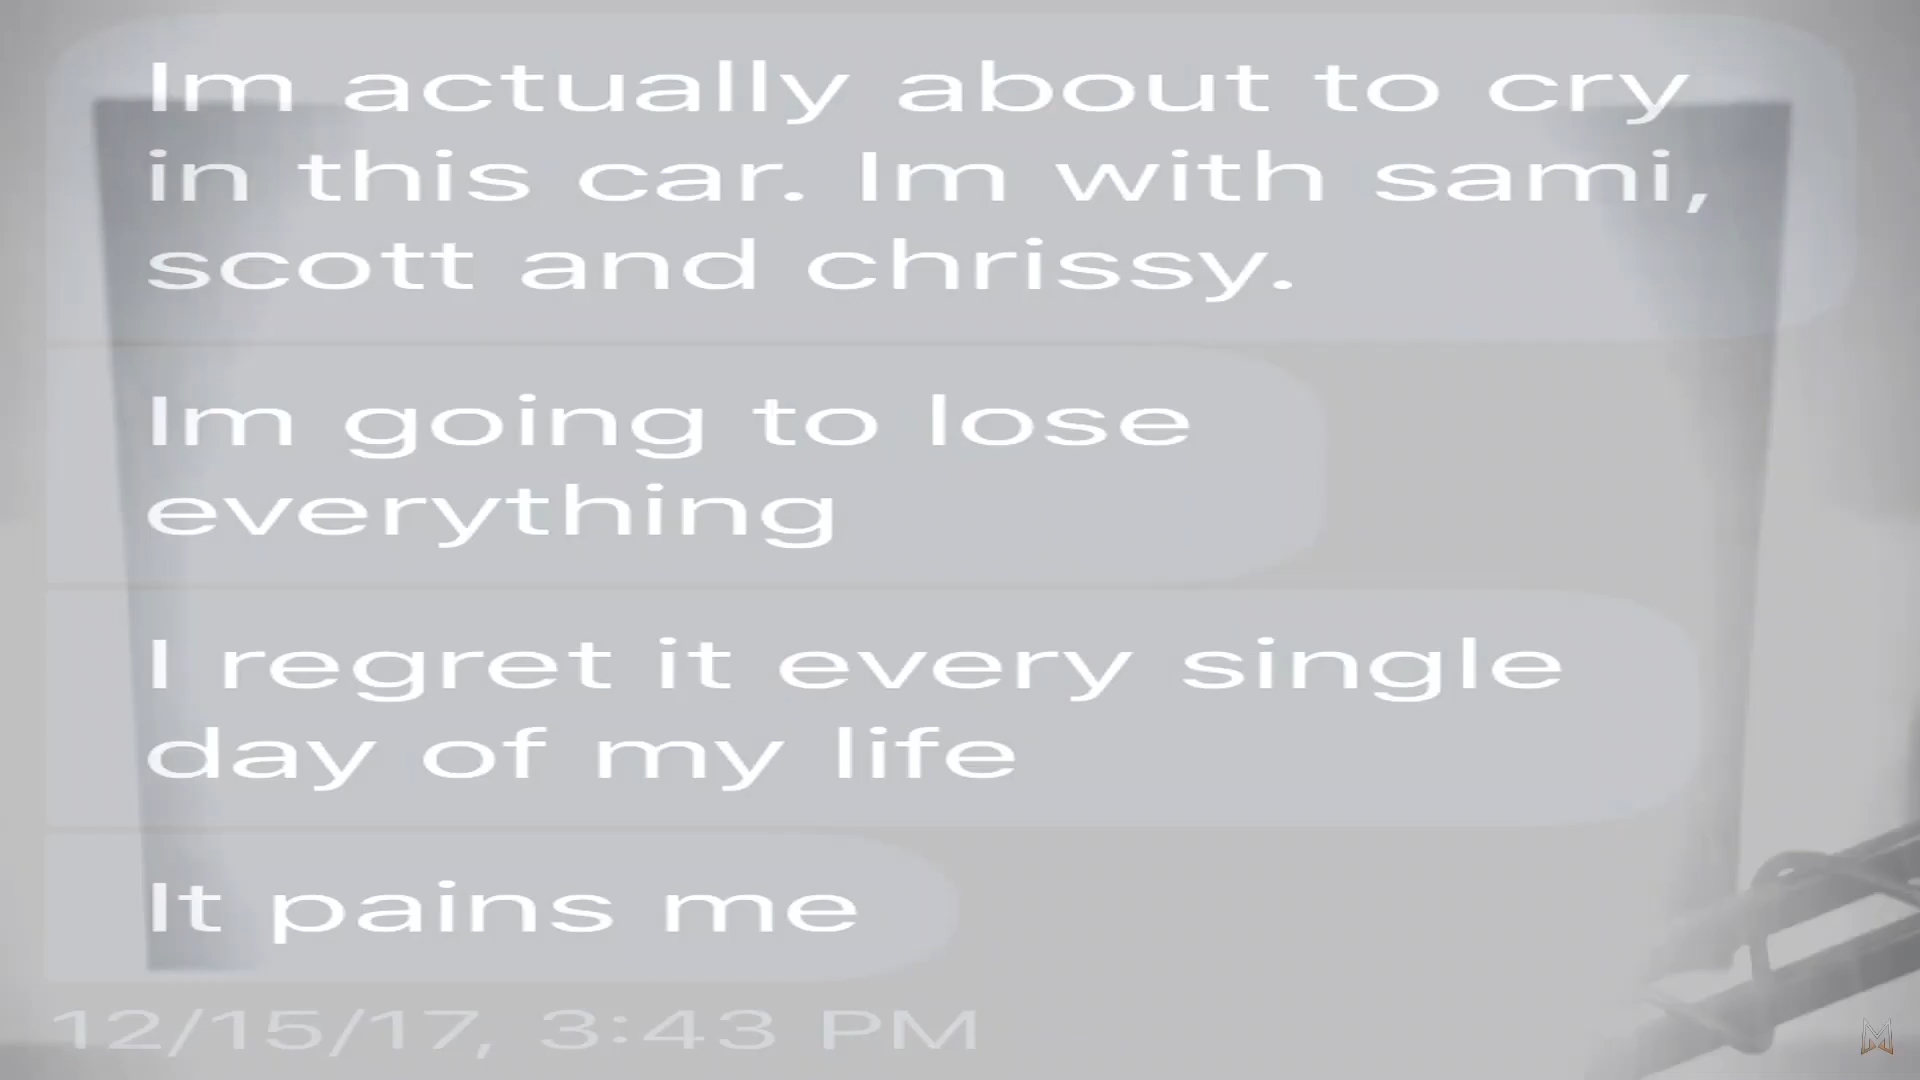 Im actually about to cry
in this car. Im with sami,
scott and chrissy.
Im going to lose
everything
I regret it every single
day of my life
It pains me
12/15/17, 3:43 PM